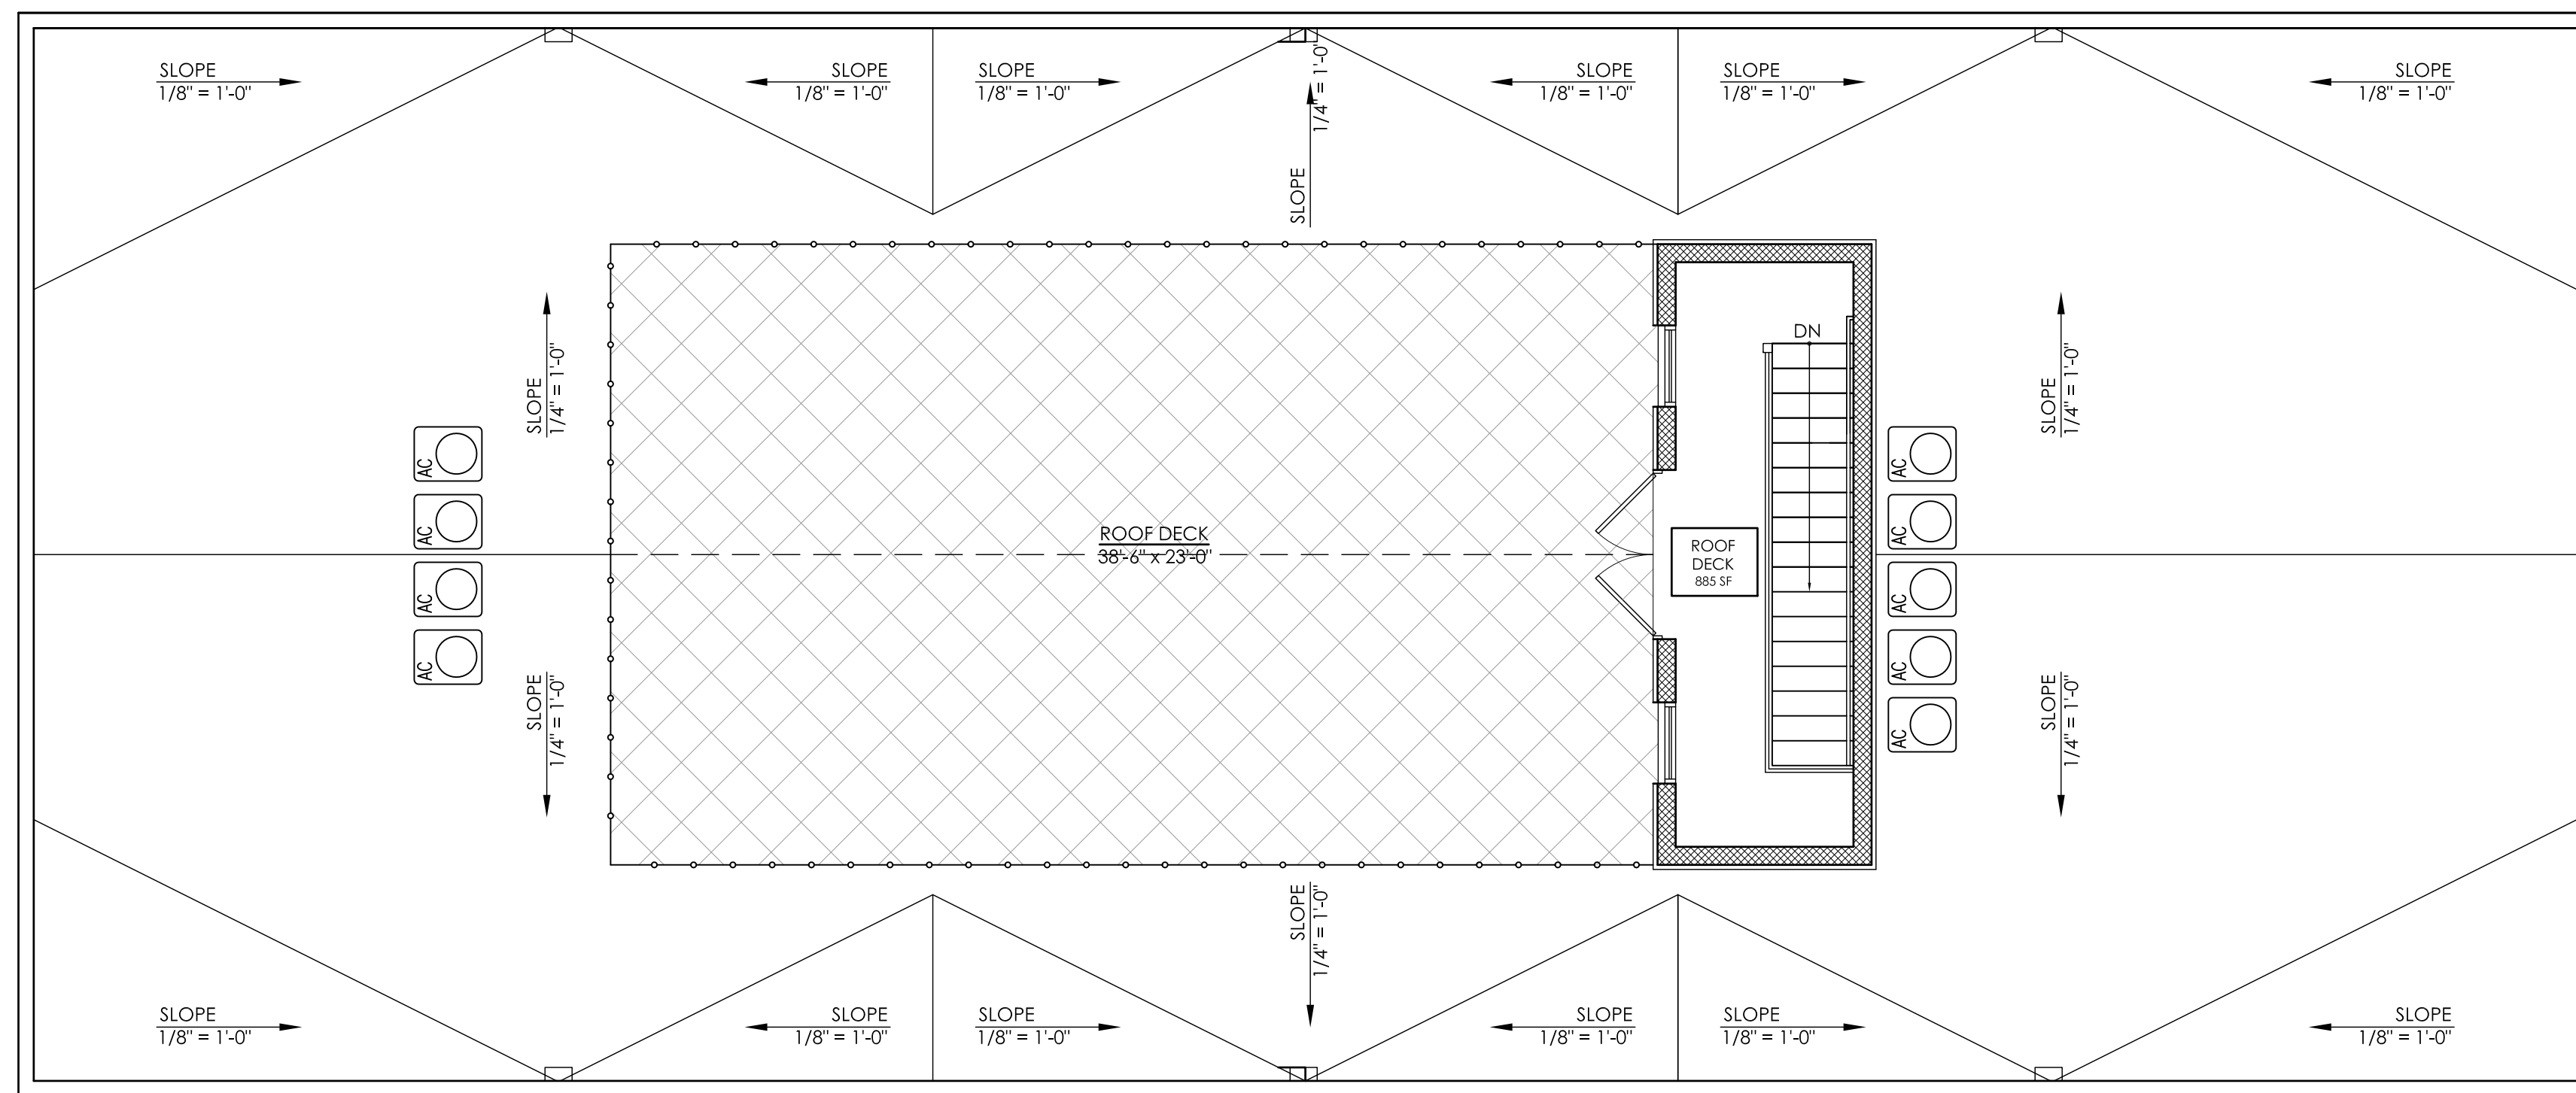 SLOPE
1/8" = 1'-0"
SLOPE
1/8" = 1'-0"
SLOPE
1/8" = 1'-0"
SLOPE
1/4" = 1'-0"
SLOPE
1/8" = 1'-0"
SLOPE
1/8" = 1'-0"
SLOPE
1/8" = 1'-0"
SLOPE
1/4" = 1'-0"
DN
SLOPE
1/4" = 1'-0"
AC
AC
AC
AC
ROOF DECK
38'-6" x 23'-0"
ROOF
DECK
885 SF
AC
AC
AC
AC
AC
SLOPE
1/4" = 1'-0"
SLOPE
1/4" = 1'-0"
SLOPE
1/4" = 1'-0"
SLOPE
1/8" = 1'-0"
SLOPE
1/8" = 1'-0"
SLOPE
1/8" = 1'-0"
SLOPE
1/8" = 1'-0"
SLOPE
1/8" = 1'-0"
SLOPE
1/8" = 1'-0"